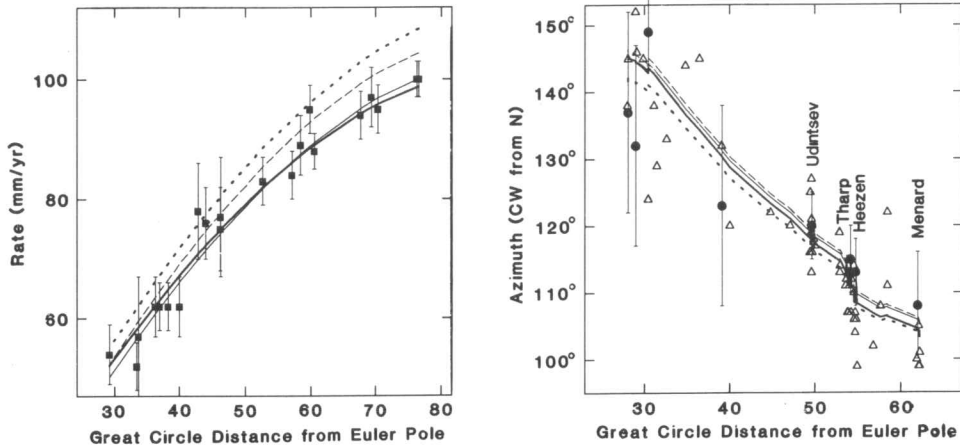 Rate (mm/yr)
100
80
60
30 40 50 60 70 80
Great Circle Distance from Euler Pole
Azimuth (CW from N)
150°
140°
130°
120°
110°
100°
Udintsev
Tharp
Heezen
Menard
30 40 50 60
Great Circle Distance from Euler Pole